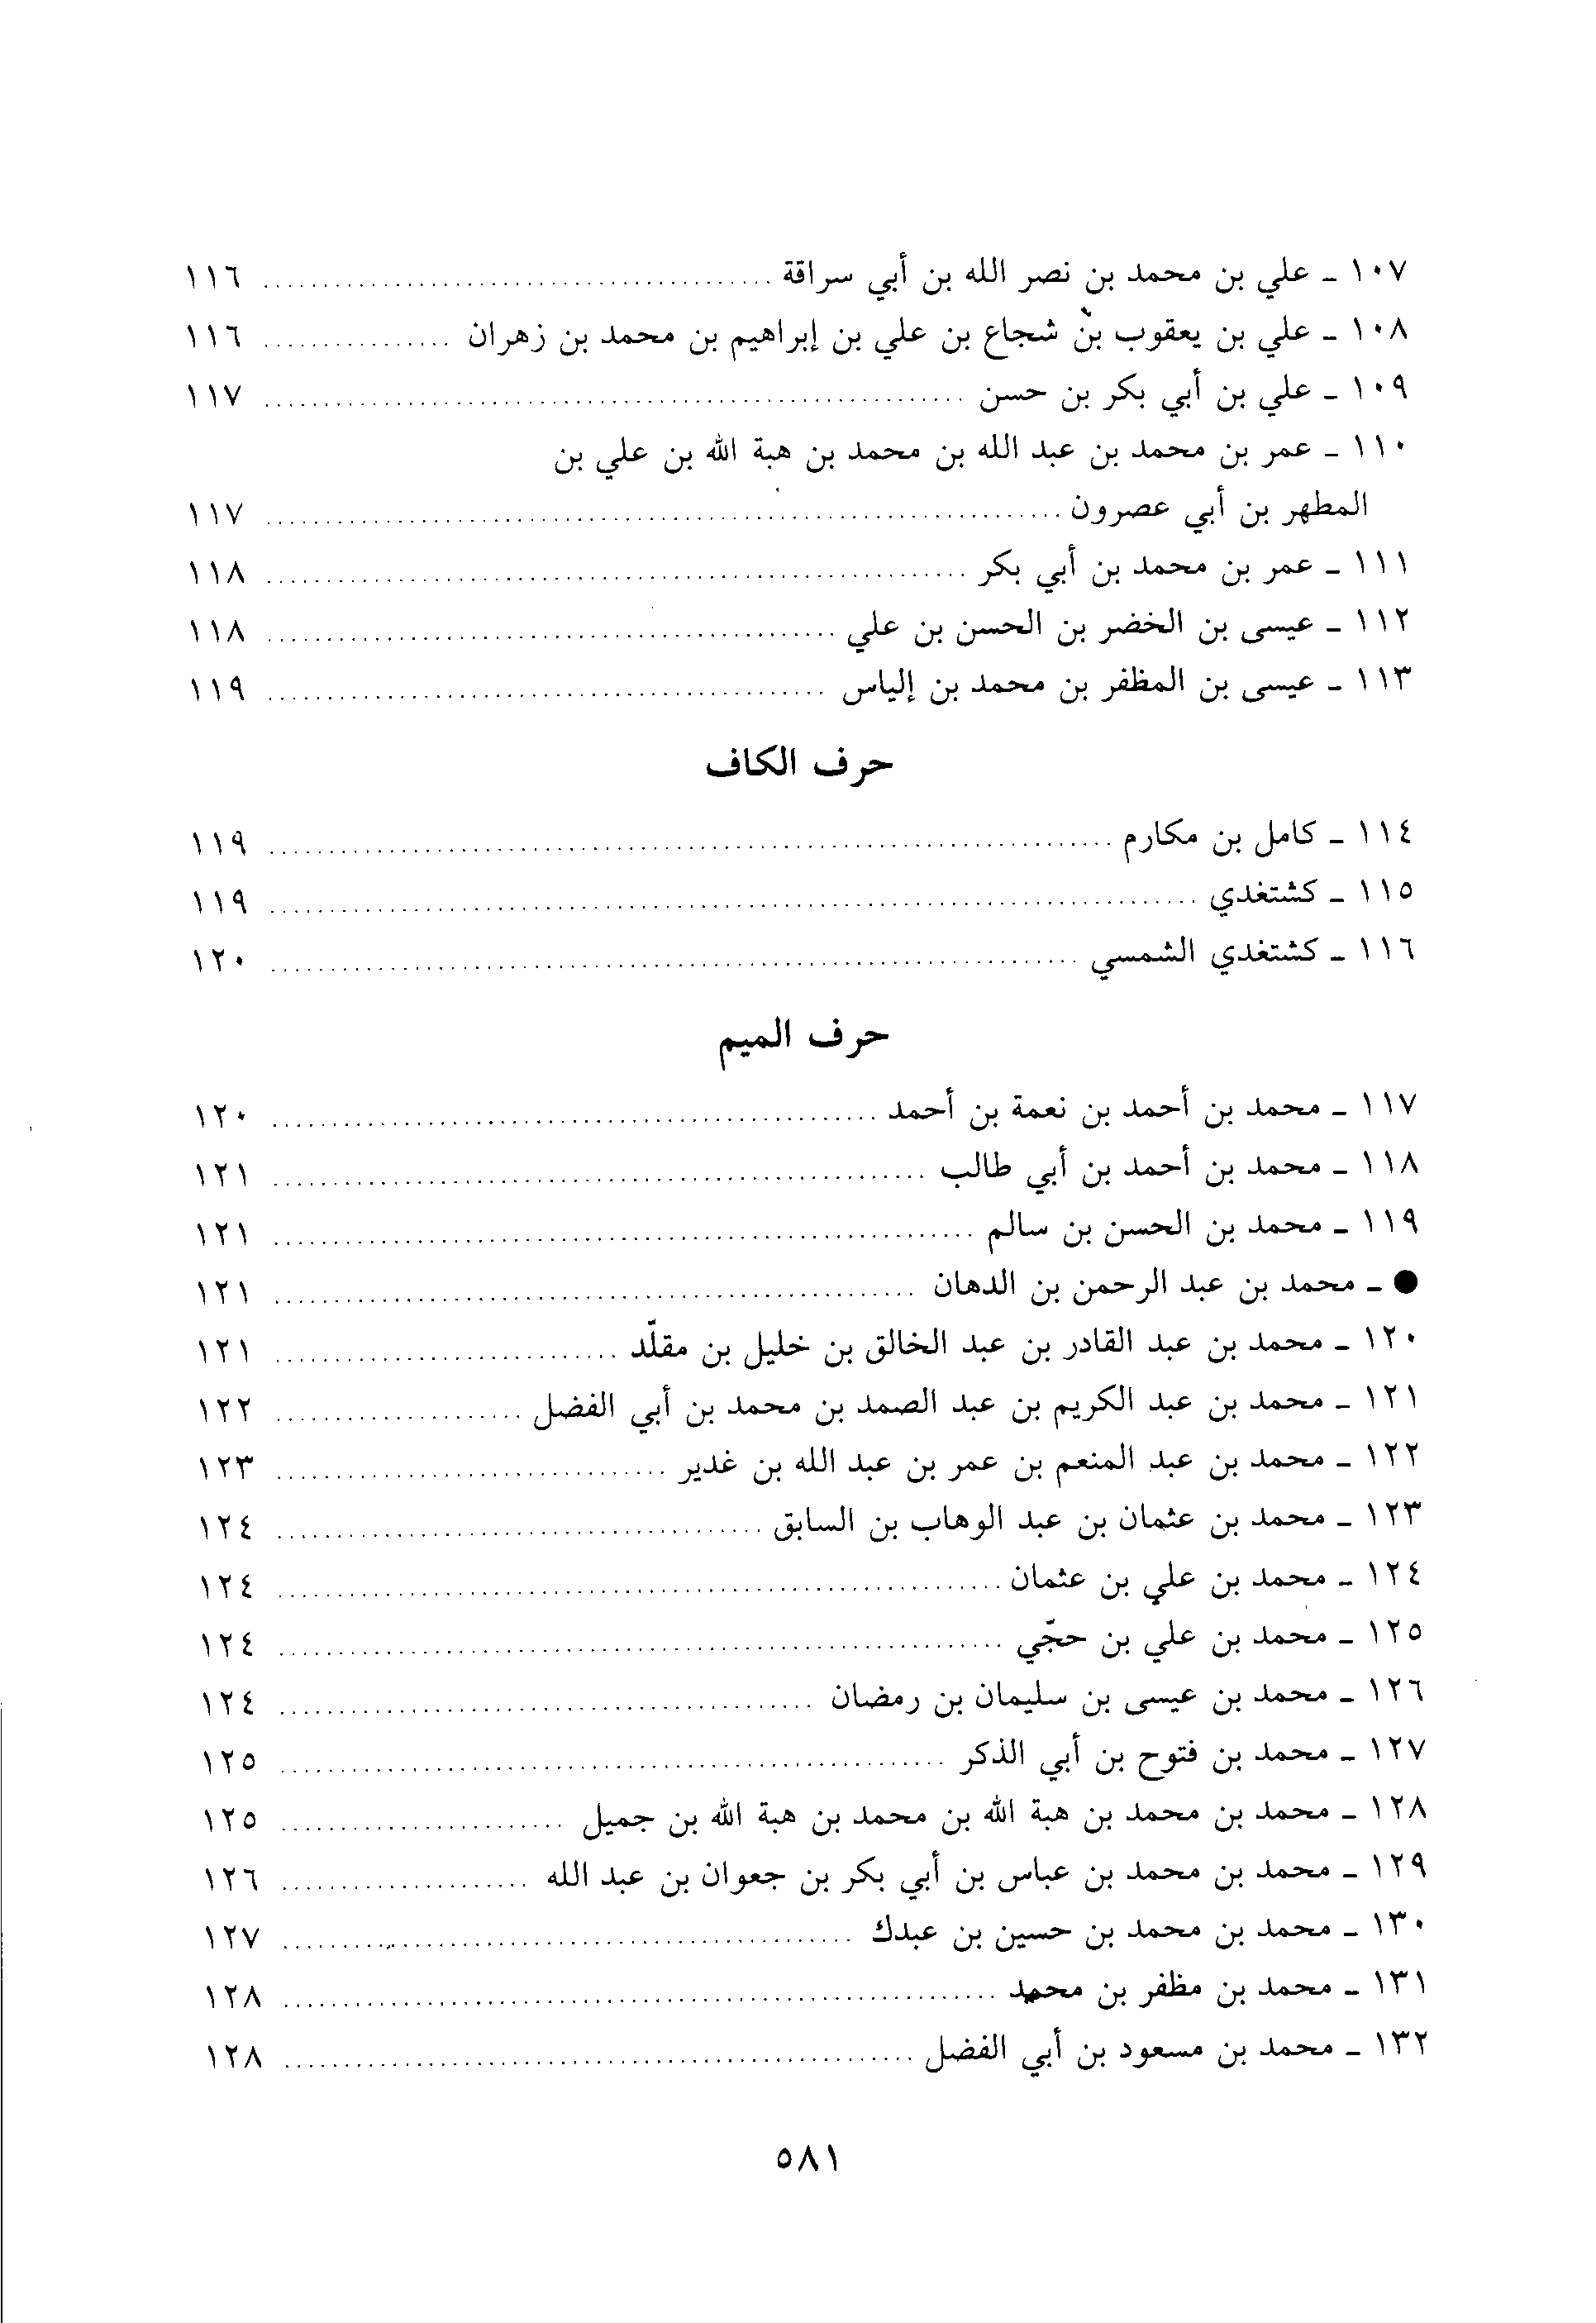 ١٠٧ - علي بن محمد بن نصر الله بن أبي سراقة ........ ١١٦
١٠٨ - علي بن يعقوب بن شجاع بن علي بن إبراهيم بن محمد بن زهران ........ ١١٦
١٠٩ - علي بن أبي بكر بن حسن ........ ١١٧
١١٠ - عمر بن محمد بن عبد الله بن محمد بن هبة الله بن علي بن
المطهر بن أبي عصرون ........ ١١٧
١١١ - عمر بن محمد بن أبي بكر ........ ١١٨
١١٢ - عيسى بن الخضر بن الحسن بن علي ........ ١١٨
١١٣ - عيسى بن المظفر بن محمد بن إلياس ........ ١١٩
حرف الكاف
١١٤ - كامل بن مكارم ........ ١١٩
١١٥ - كشتغدي ........ ١١٩
١١٦ - كشتغدي الشمسي ........ ١٢٠
حرف الميم
١١٧ - محمد بن أحمد بن نعمة بن أحمد ........ ١٢٠
١١٨ - محمد بن أحمد بن أبي طالب ........ ١٢١
١١٩ - محمد بن الحسن بن سالم ........ ١٢١
● - محمد بن عبد الرحمن بن الدهان ........ ١٢١
١٢٠ - محمد بن عبد القادر بن عبد الخالق بن خليل بن مقلّد ........ ١٢١
١٢١ - محمد بن عبد الكريم بن عبد الصمد بن محمد بن أبي الفضل ........ ١٢٢
١٢٢ - محمد بن عبد المنعم بن عمر بن عبد الله بن غدير ........ ١٢٣
١٢٣ - محمد بن عثمان بن عبد الوهاب بن السابق ........ ١٢٤
١٢٤ - محمد بن علي بن عثمان ........ ١٢٤
١٢٥ - محمد بن علي بن حجّي ........ ١٢٤
١٢٦ - محمد بن عيسى بن سليمان بن رمضان ........ ١٢٤
١٢٧ - محمد بن فتوح بن أبي الذكر ........ ١٢٥
١٢٨ - محمد بن محمد بن هبة الله بن محمد بن هبة الله بن جميل ........ ١٢٥
١٢٩ - محمد بن محمد بن عباس بن أبي بكر بن جعوان بن عبد الله ........ ١٢٦
١٣٠ - محمد بن محمد بن حسين بن عبدك ........ ١٢٧
١٣١ - محمد بن مظفر بن محمد ........ ١٢٨
١٣٢ - محمد بن مسعود بن أبي الفضل ........ ١٢٨
٥٨١